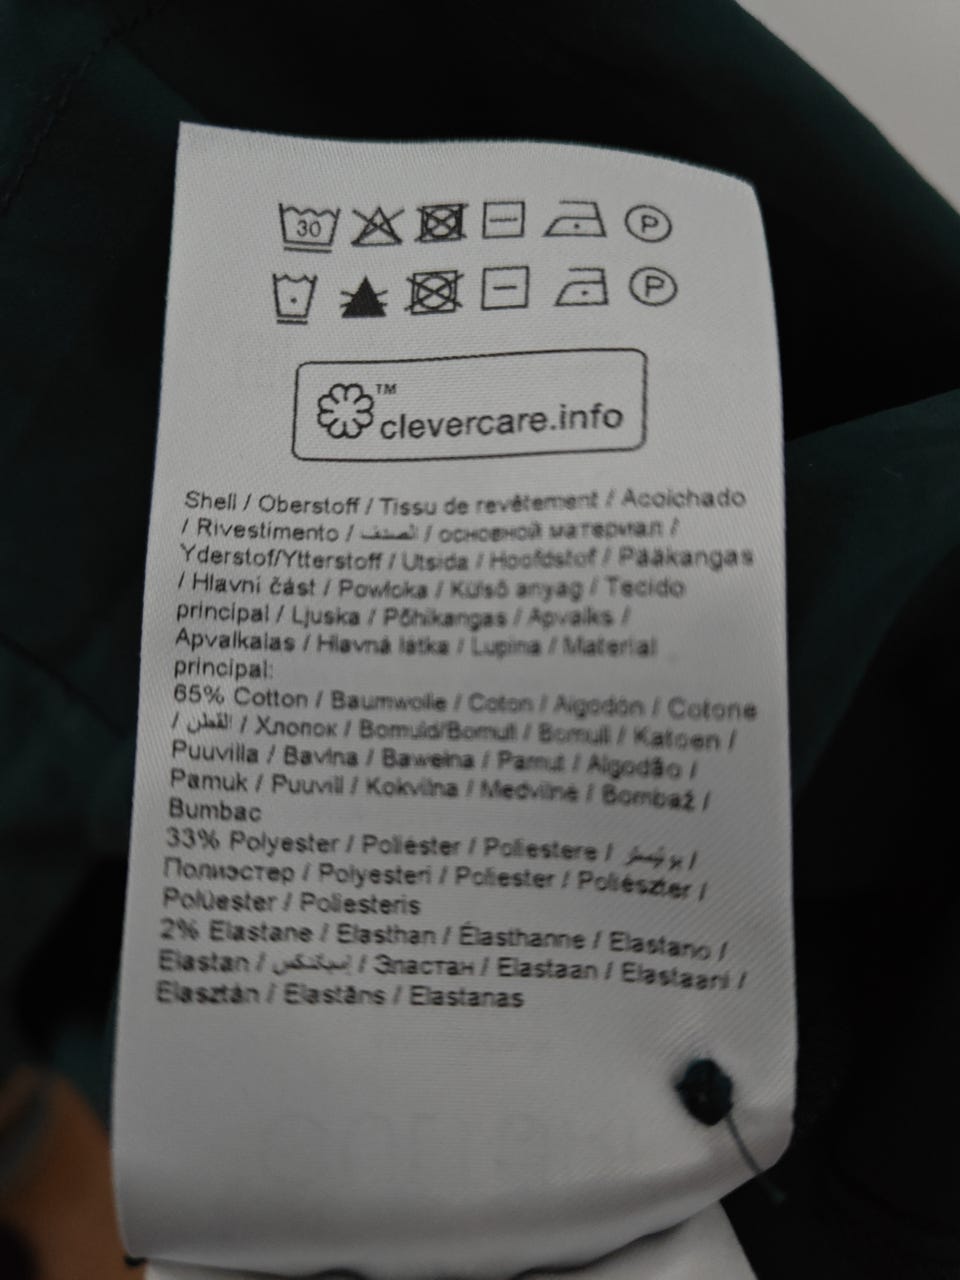 30
P
P
™
clevercare.info
Shell / Oberstoff / Tissu de revêtement / Acolchado
/ Rivestimento / الصدف / основной материал /
Yderstof/Ytterstoff / Utsida / Hoofdstof / Pääkangas
/ Hlavní část / Powłoka / Külső anyag / Tecido
principal / Ljuska / Põhikangas / Apvalks /
Apvalkalas / Hlavná látka / Lupina / Material
principal:
65% Cotton / Baumwolle / Coton / Algodón / Cotone
/ القطن / Хлопок / Bomuld/Bomull / Bomull / Katoen /
Puuvilla / Bavlna / Bawełna / Pamut / Algodão /
Pamuk / Puuvill / Kokvilna / Medvilnė / Bombaž /
Bumbac
33% Polyester / Poliéster / Poliestere / بوليستر /
Полиэстер / Polyesteri / Poliester / Poliészter /
Polüester / Poliesteris
2% Elastane / Elasthan / Élasthanne / Elastano /
Elastan / / Эластан / Elastaan / Elastaani /
Elasztán / Elastāns / Elastanas